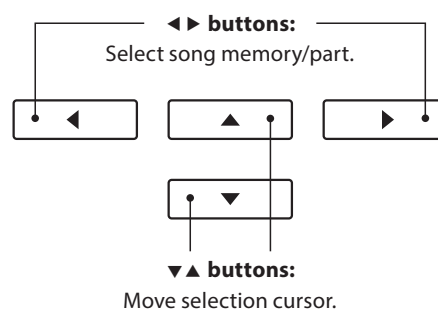 ◀ ▶ buttons:
Select song memory/part.
▼▲ buttons:
Move selection cursor.